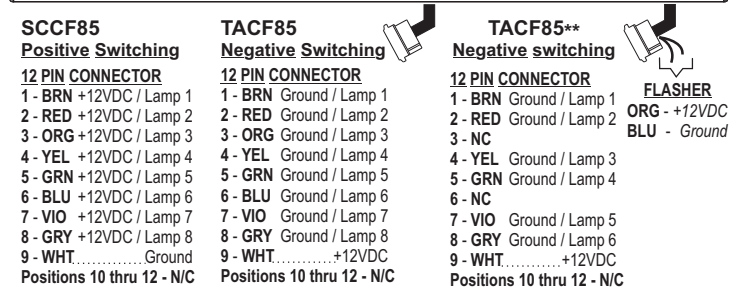 SCCF85
Positive Switching
12 PIN CONNECTOR
1 - BRN +12VDC / Lamp 1
2 - RED +12VDC / Lamp 2
3 - ORG +12VDC / Lamp 3
4 - YEL +12VDC / Lamp 4
5 - GRN +12VDC / Lamp 5
6 - BLU +12VDC / Lamp 6
7 - VIO +12VDC / Lamp 7
8 - GRY +12VDC / Lamp 8
9 - WHT..............Ground
Positions 10 thru 12 - N/C
TACF85
Negative Switching
12 PIN CONNECTOR
1 - BRN Ground / Lamp 1
2 - RED Ground / Lamp 2
3 - ORG Ground / Lamp 3
4 - YEL Ground / Lamp 4
5 - GRN Ground / Lamp 5
6 - BLU Ground / Lamp 6
7 - VIO Ground / Lamp 7
8 - GRY Ground / Lamp 8
9 - WHT............+12VDC
Positions 10 thru 12 - N/C
TACF85**
Negative switching
12 PIN CONNECTOR
1 - BRN Ground / Lamp 1
2 - RED Ground / Lamp 2
3 - NC
4 - YEL Ground / Lamp 3
5 - GRN Ground / Lamp 4
6 - NC
7 - VIO Ground / Lamp 5
8 - GRY Ground / Lamp 6
9 - WHT............+12VDC
Positions 10 thru 12 - N/C
FLASHER
ORG - +12VDC
BLU - Ground